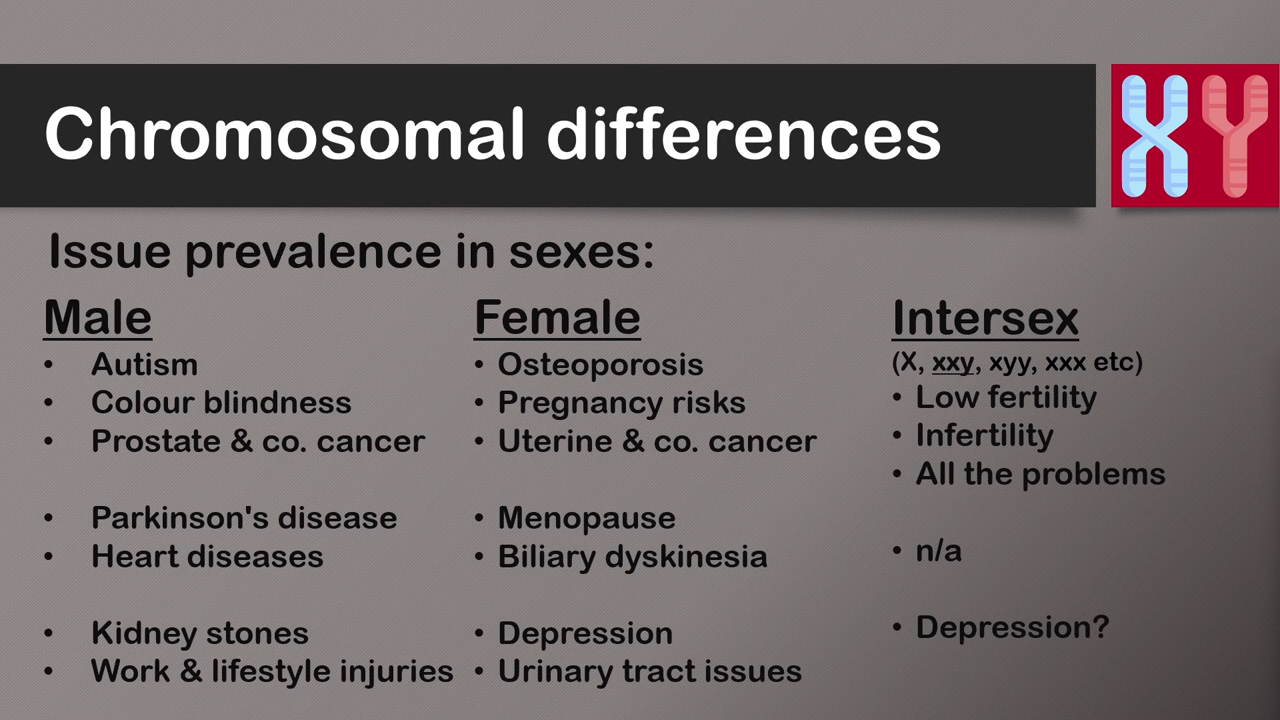 Chromosomal differences
XY
Issue prevalence in sexes:
Male
• Autism
• Colour blindness
• Prostate & co. cancer
• Parkinson's disease
• Heart diseases
• Kidney stones
• Work & lifestyle injuries
Female
• Osteoporosis
• Pregnancy risks
• Uterine & co. cancer
• Menopause
• Biliary dyskinesia
• Depression
• Urinary tract issues
Intersex
(X, xxy, xyy, xxx etc)
• Low fertility
• Infertility
• All the problems
• n/a
• Depression?